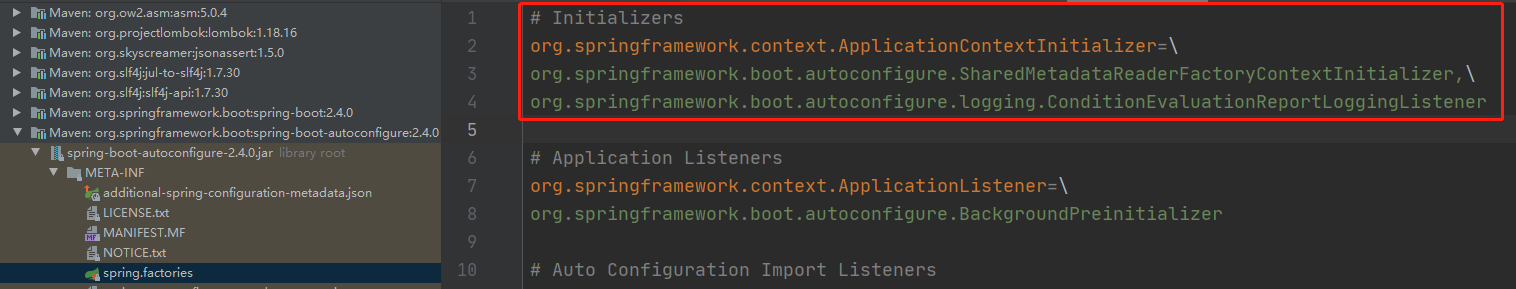 Maven: org.ow2.asm:asm:5.0.4
Maven: org.projectlombok:lombok:1.18.16
Maven: org.skyscreamer:jsonassert:1.5.0
Maven: org.slf4j:jul-to-slf4j:1.7.30
Maven: org.slf4j:slf4j-api:1.7.30
Maven: org.springframework.boot:spring-boot:2.4.0
Maven: org.springframework.boot:spring-boot-autoconfigure:2.4.0
spring-boot-autoconfigure-2.4.0.jar library root
META-INF
additional-spring-configuration-metadata.json
LICENSE.txt
MANIFEST.MF
NOTICE.txt
spring.factories
1 # Initializers
2 org.springframework.context.ApplicationContextInitializer=\
3 org.springframework.boot.autoconfigure.SharedMetadataReaderFactoryContextInitializer,\
4 org.springframework.boot.autoconfigure.logging.ConditionEvaluationReportLoggingListener
5
6 # Application Listeners
7 org.springframework.context.ApplicationListener=\
8 org.springframework.boot.autoconfigure.BackgroundPreinitializer
9
10 # Auto Configuration Import Listeners